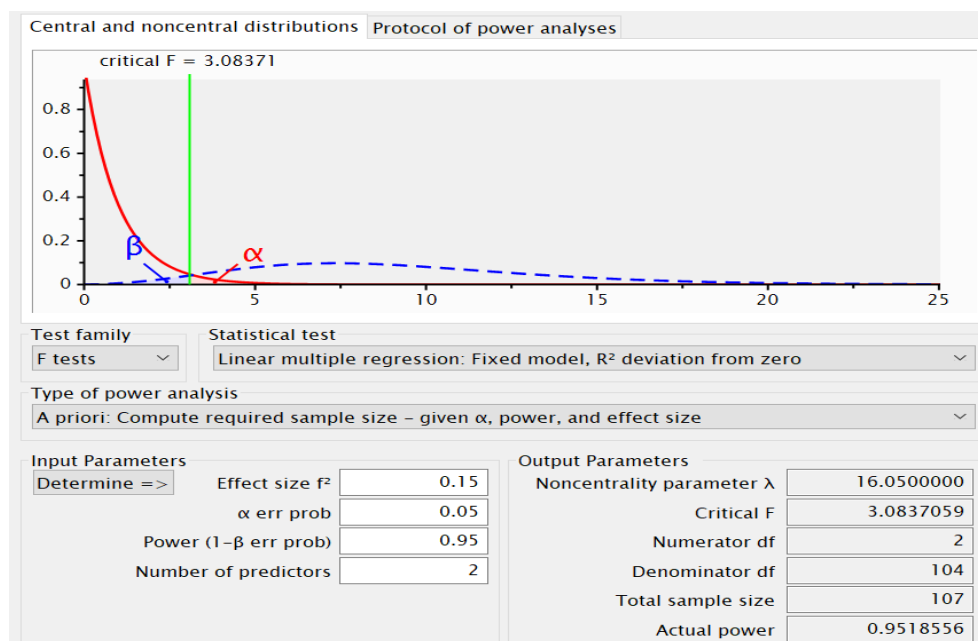 Central and noncentral distributions Protocol of power analyses
critical F = 3.08371
0.8
0.6
0.4
0.2
β α
0
0 5 10 15 20 25
Test family Statistical test
F tests Linear multiple regression: Fixed model, R² deviation from zero
Type of power analysis
A priori: Compute required sample size – given α, power, and effect size
Input Parameters Output Parameters
Determine => Effect size f² 0.15 Noncentrality parameter λ 16.0500000
α err prob 0.05 Critical F 3.0837059
Power (1-β err prob) 0.95 Numerator df 2
Number of predictors 2 Denominator df 104
Total sample size 107
Actual power 0.9518556